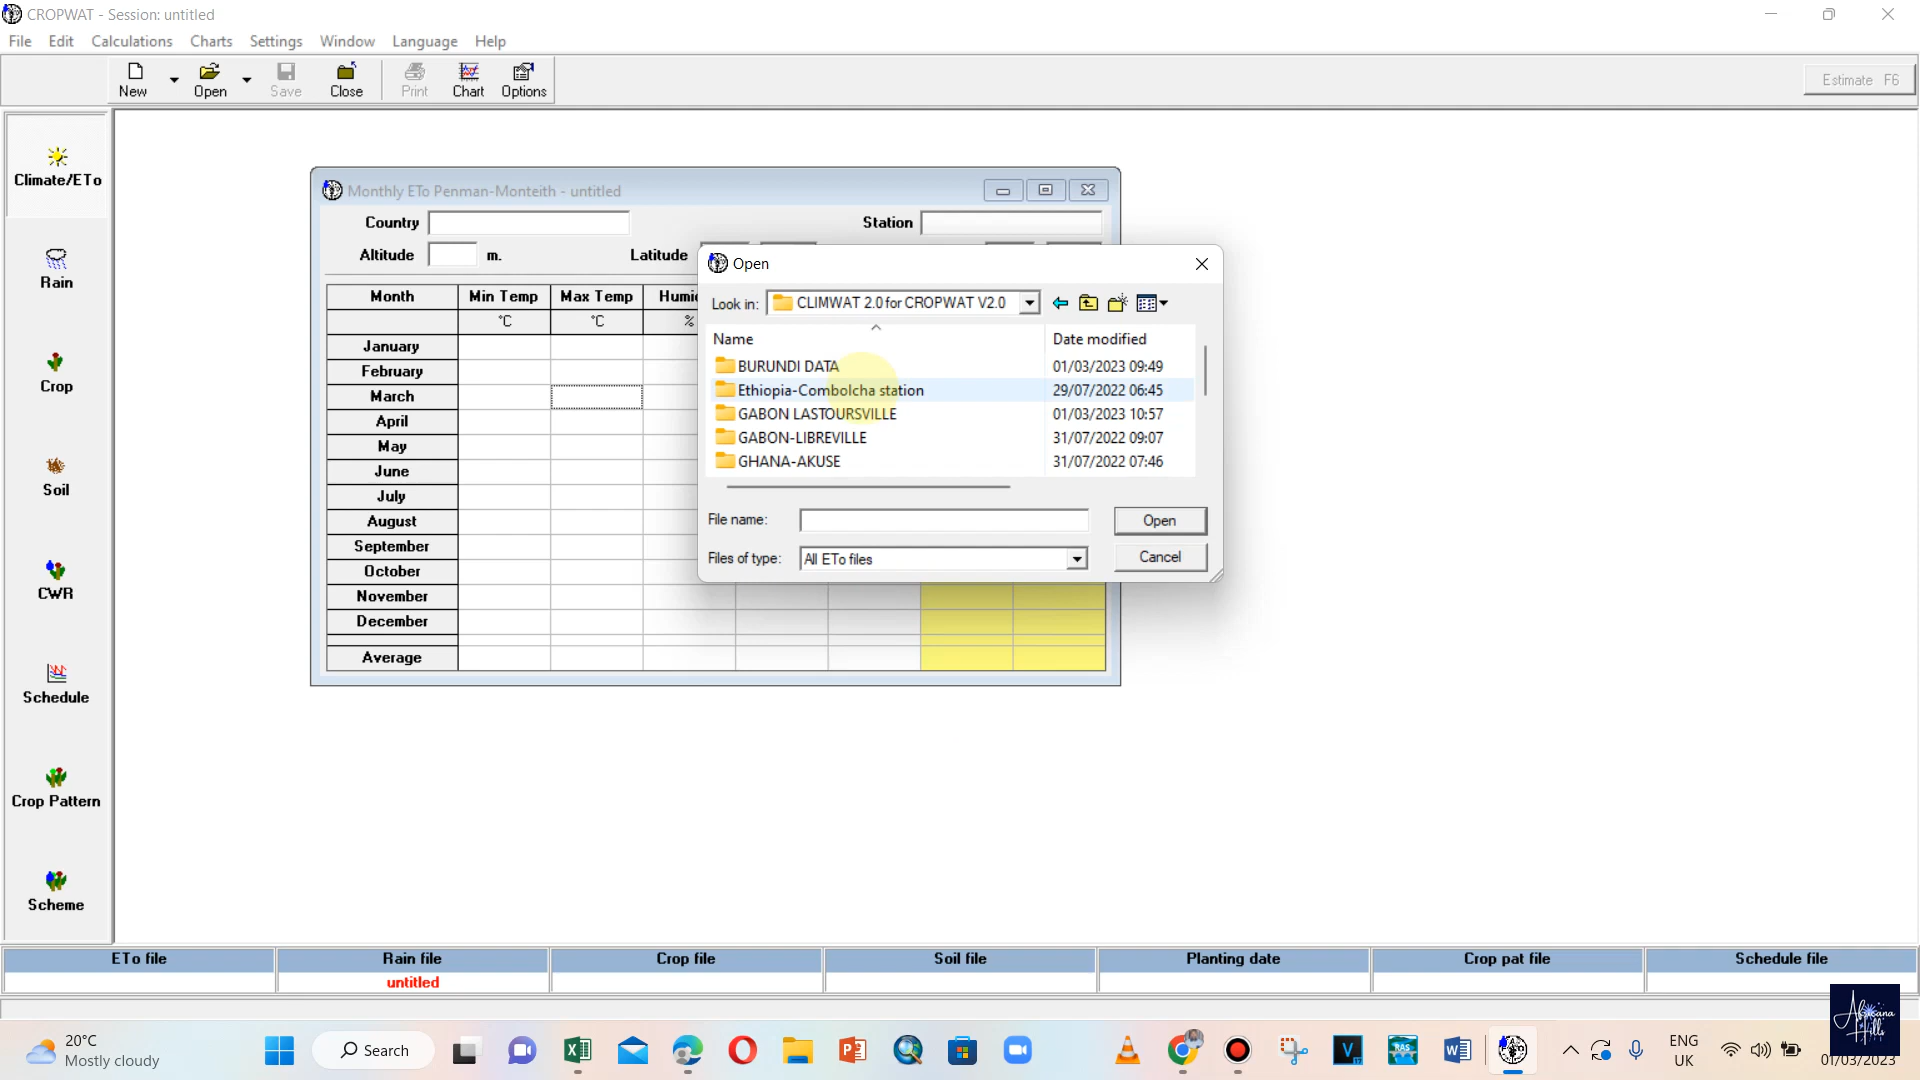 CROPWAT - Session: untitled
File Edit Calculations Charts Settings Window Language Help
New Open Save Close Print Chart Options Estimate F6
Climate/ETo
Rain
Crop
Soil
CWR
Schedule
Crop Pattern
Scheme
Monthly ETo Penman-Monteith - untitled
Country Station
Altitude m. Latitude
Month Min Temp Max Temp
°C °C %
January
February
March
April
May
June
July
August
September
October
November
December
Average
Open
Look in: CLIMWAT 2.0 for CROPWAT V2.0
Name Date modified
BURUNDI DATA 01/03/2023 09:49
Ethiopia-Combolcha station 29/07/2022 06:45
GABON LASTOURSVILLE 01/03/2023 10:57
GABON-LIBREVILLE 31/07/2022 09:07
GHANA-AKUSE 31/07/2022 07:46
File name: Open
Files of type: All ETo files Cancel
ETo file Rain file Crop file Soil file Planting date Crop pat file Schedule file
untitled
20°C
Mostly cloudy
Search
ENG
UK
Africana
Hills
01/03/2023